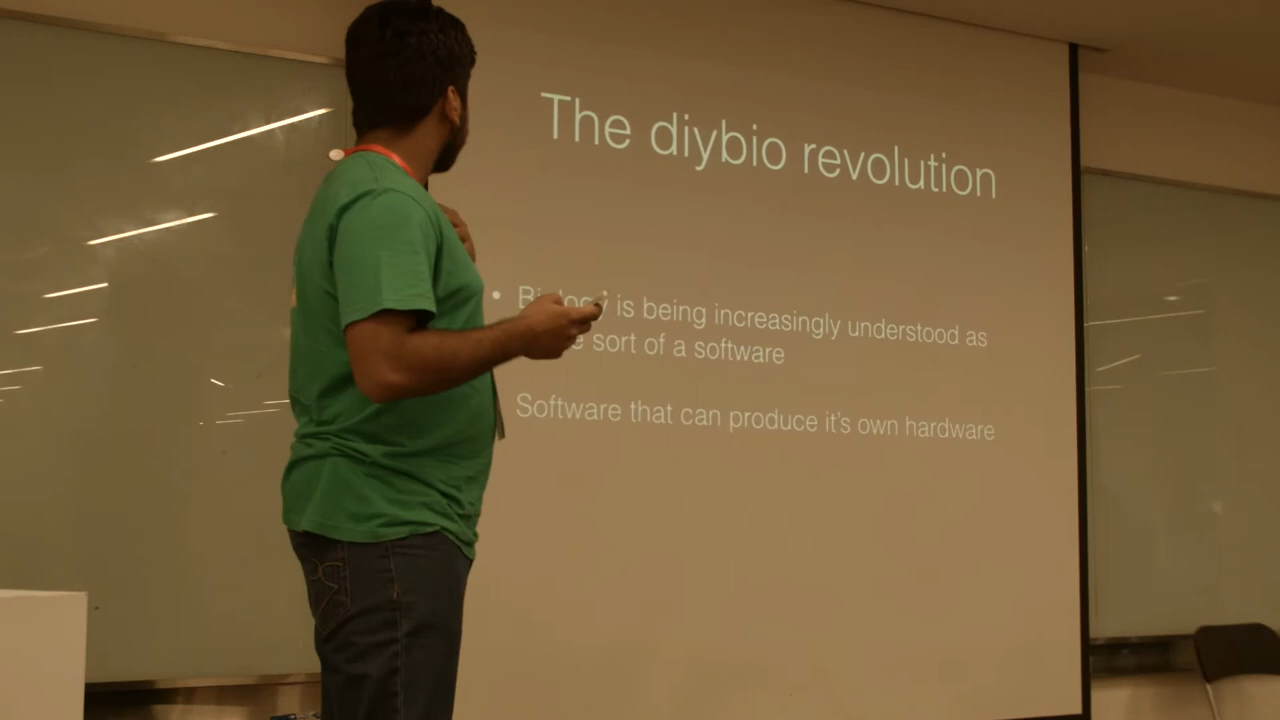 The diybio revolution
• Biology is being increasingly understood as
sort of a software
Software that can produce it's own hardware